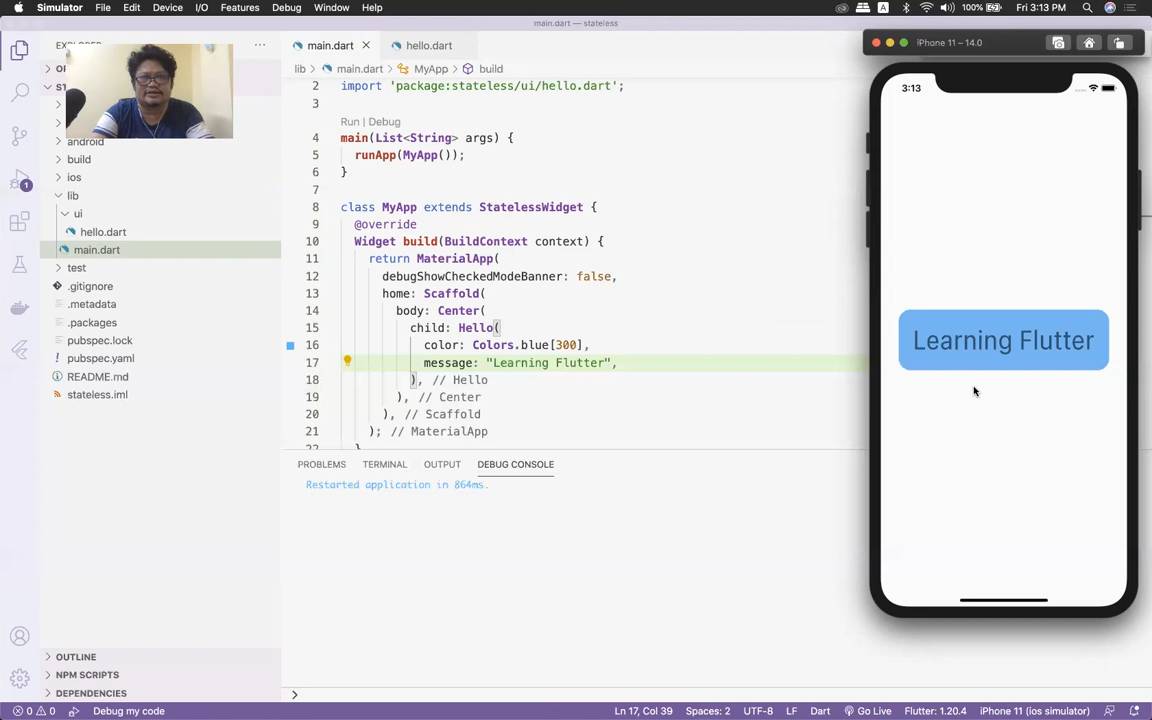 Simulator File Edit Device I/O Features Debug Window Help
A 100% Fri 3:13 PM
main.dart — stateless
main.dart
hello.dart
iPhone 11 – 14.0
lib > main.dart > MyApp > build
android
build
ios
1
lib
ui
hello.dart
main.dart
test
.gitignore
.metadata
.packages
pubspec.lock
pubspec.yaml
README.md
stateless.iml
OUTLINE
NPM SCRIPTS
DEPENDENCIES
2 import 'package:stateless/ui/hello.dart';
3
Run | Debug
4 main(List<String> args) {
5 runApp(MyApp());
6 }
7
8 class MyApp extends StatelessWidget {
9 @override
10 Widget build(BuildContext context) {
11 return MaterialApp(
12 debugShowCheckedModeBanner: false,
13 home: Scaffold(
14 body: Center(
15 child: Hello(
16 color: Colors.blue[300],
17 message: "Learning Flutter",
18 ), // Hello
19 ), // Center
20 ), // Scaffold
21 ); // MaterialApp
22 }
PROBLEMS TERMINAL OUTPUT DEBUG CONSOLE
Restarted application in 864ms.
3:13
Learning Flutter
0 0 Debug my code
Ln 17, Col 39 Spaces: 2 UTF-8 LF Dart Go Live Flutter: 1.20.4 iPhone 11 (ios simulator)